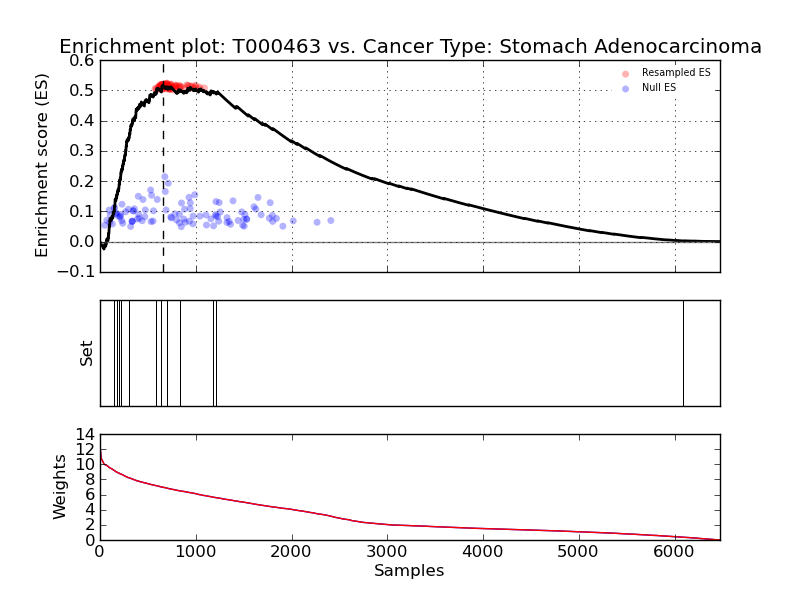 Enrichment plot: T000463 vs. Cancer Type: Stomach Adenocarcinoma
0.6
0.5
0.4
0.3
0.2
0.1
0.0
−0.1
Enrichment score (ES)
Resampled ES
Null ES
Set
14
12
10
8
6
4
2
0
Weights
0 1000 2000 3000 4000 5000 6000
Samples